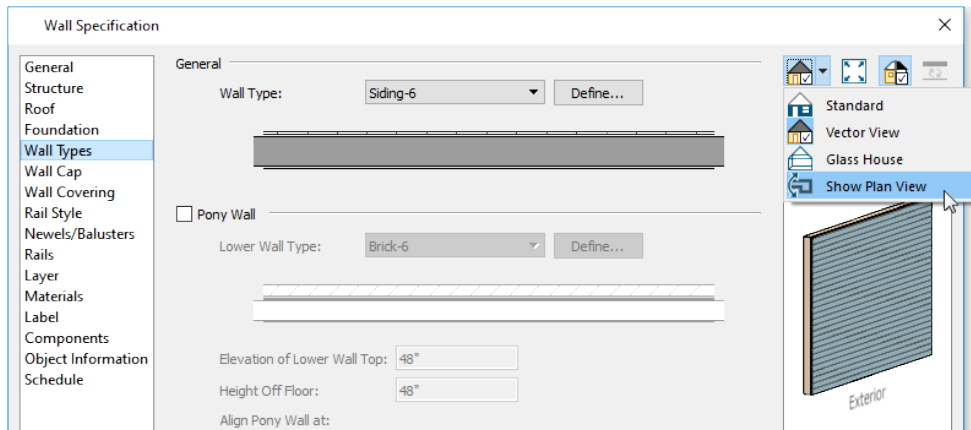 Wall Specification
General
Structure
Roof
Foundation
Wall Types
Wall Cap
Wall Covering
Rail Style
Newels/Balusters
Rails
Layer
Materials
Label
Components
Object Information
Schedule
General
Wall Type: Siding-6 Define...
Pony Wall
Lower Wall Type: Brick-6 Define...
Elevation of Lower Wall Top: 48"
Height Off Floor: 48"
Align Pony Wall at:
Standard
Vector View
Glass House
Show Plan View
Exterior